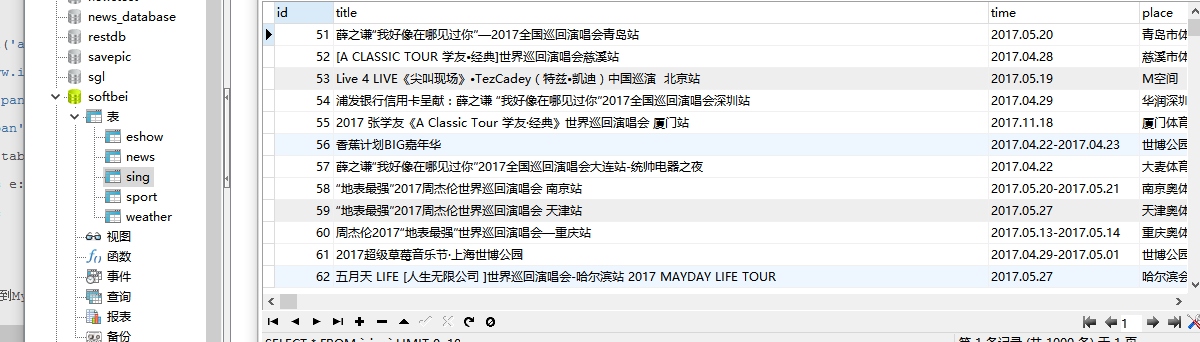 id title time place
news_database
51 薛之谦"我好像在哪见过你"—2017全国巡回演唱会青岛站 2017.05.20 青岛市体
restdb
('a
52 [A CLASSIC TOUR 学友•经典]世界巡回演唱会慈溪站 2017.04.28 慈溪市体
savepic
w.i
53 Live 4 LIVE《尖叫现场》•TezCadey（特兹•凯迪）中国巡演 北京站 2017.05.19 M空间
sgl
pan
54 浦发银行信用卡呈献：薛之谦 "我好像在哪见过你"2017全国巡回演唱会深圳站 2017.04.29 华润深圳
softbei
表
55 2017 张学友《A Classic Tour 学友·经典》世界巡回演唱会 厦门站 2017.11.18 厦门体育
an'
eshow
56 香蕉计划BIG嘉年华 2017.04.22-2017.04.23 世博公园
tab
news
57 薛之谦"我好像在哪见过你"2017全国巡回演唱会大连站-统帅电器之夜 2017.04.22 大麦体育
e:
sing
58 "地表最强"2017周杰伦世界巡回演唱会 南京站 2017.05.20-2017.05.21 南京奥体
sport
59 "地表最强"2017周杰伦世界巡回演唱会 天津站 2017.05.27 天津奥体
weather
60 周杰伦2017"地表最强"世界巡回演唱会—重庆站 2017.05.13-2017.05.14 重庆奥体
视图
61 2017超级草莓音乐节·上海世博公园 2017.04.29-2017.05.01 世博公园
函数
62 五月天 LIFE [人生无限公司 ]世界巡回演唱会-哈尔滨站 2017 MAYDAY LIFE TOUR 2017.05.27 哈尔滨会
事件
到My
查询
报表
1
备份